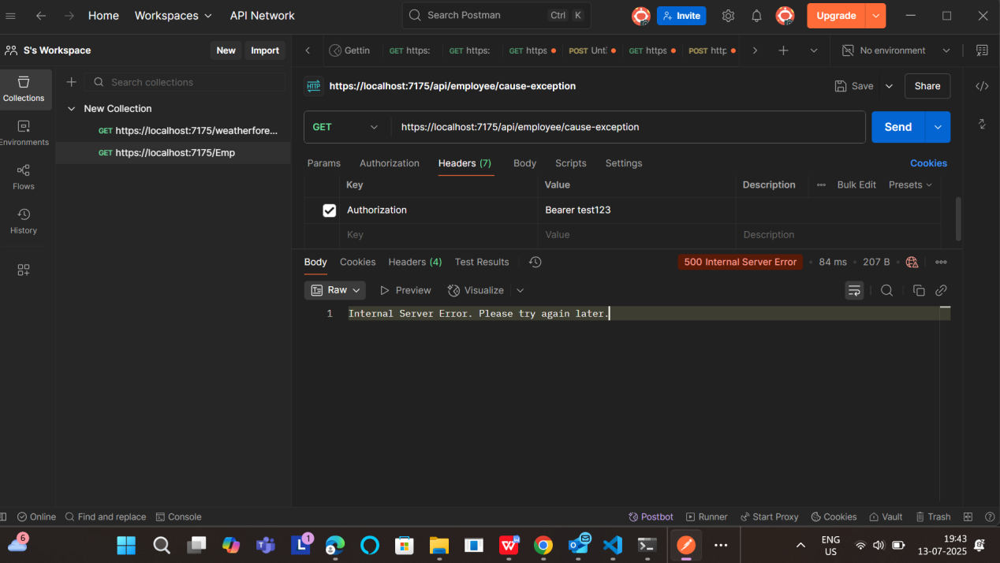 Home Workspaces API Network Search Postman Ctrl K Invite Upgrade
S's Workspace New Import Gettin GET https: GET https: GET https POST Unti GET https POST http No environment
Search collections
https://localhost:7175/api/employee/cause-exception Save Share
Collections
New Collection
GET https://localhost:7175/weatherfore...
GET https://localhost:7175/Emp
Environments
Flows
History
GET https://localhost:7175/api/employee/cause-exception Send
Params Authorization Headers (7) Body Scripts Settings Cookies
Key Value Description Bulk Edit Presets
Authorization Bearer test123
Key Value Description
Body Cookies Headers (4) Test Results 500 Internal Server Error • 84 ms • 207 B
Raw Preview Visualize
1 Internal Server Error. Please try again later.
Online Find and replace Console Postbot Runner Start Proxy Cookies Vault Trash
6 1 ENG 19:43
US 13-07-2025